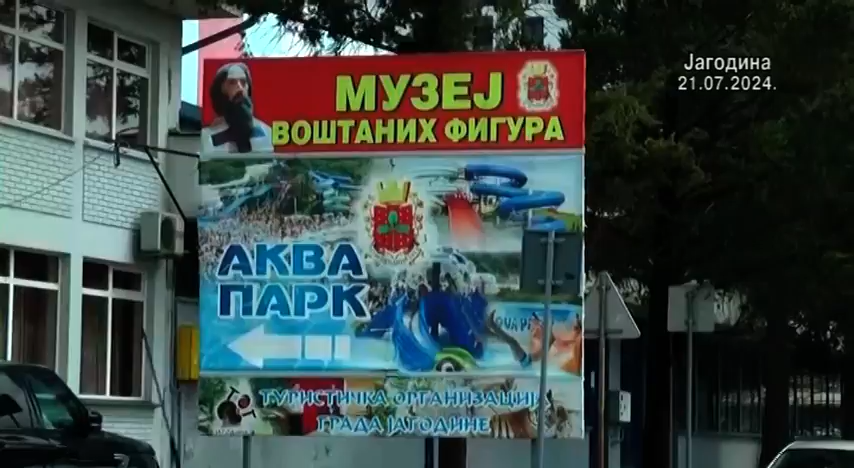 Јагодина
21.07.2024.
МУЗЕЈ
ВОШТАНИХ ФИГУРА
АКВА
ПАРК
ТУРИСТИЧКА ОРГАНИЗАЦИЈА
ГРАДА ЈАГОДИНЕ